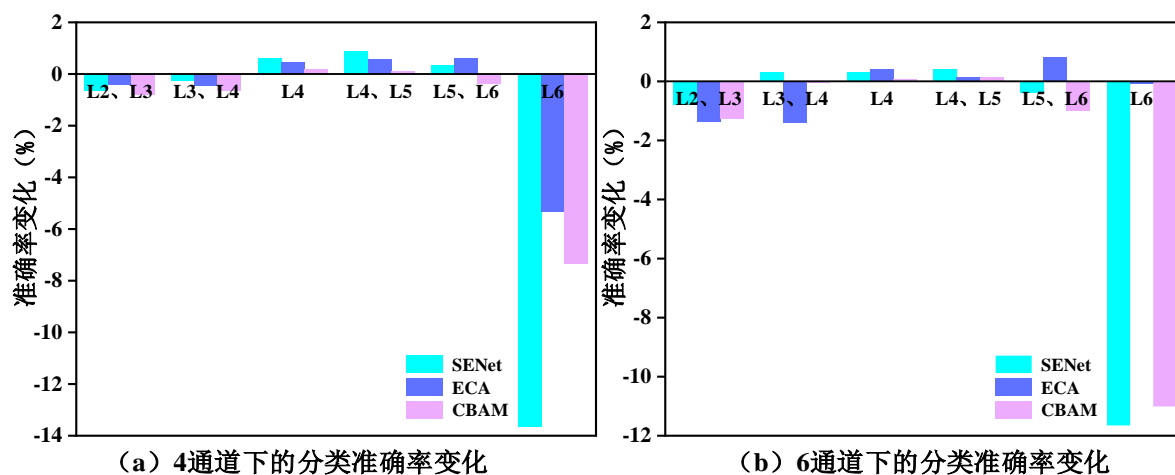 2
0
-2
-4
-6
-8
-10
-12
-14
准确率变化（%）
L2、L3
L3、L4
L4
L4、L5
L5、L6
L6
SENet
ECA
CBAM
（a）4通道下的分类准确率变化
2
0
-2
-4
-6
-8
-10
-12
准确率变化（%）
L2、L3
L3、L4
L4
L4、L5
L5、L6
L6
SENet
ECA
CBAM
（b）6通道下的分类准确率变化